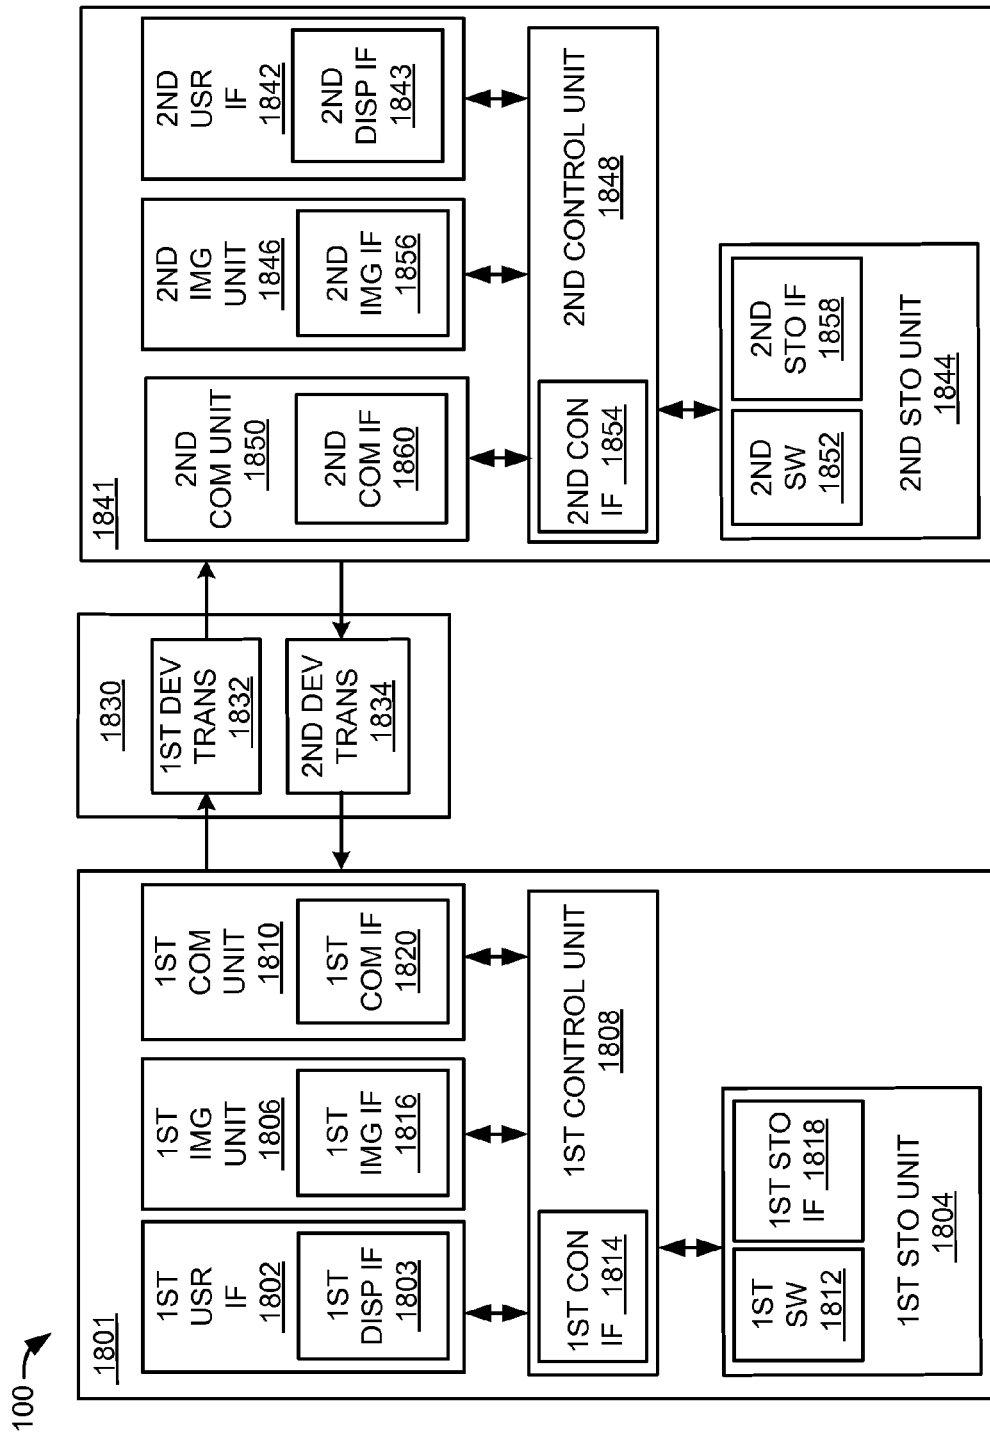 100
1801
1ST
USR
IF
1802
1ST
DISP IF
1803
1ST
IMG
UNIT
1806
1ST
IMG IF
1816
1ST
COM
UNIT
1810
1ST
COM IF
1820
1ST CONTROL UNIT
1808
1ST CON
IF 1814
1ST
SW
1812
1ST STO
IF 1818
1ST STO UNIT
1804
1830
1ST DEV
TRANS
1832
2ND DEV
TRANS
1834
1841
2ND
COM UNIT
1850
2ND
COM IF
1860
2ND
IMG
UNIT
1846
2ND
IMG IF
1856
2ND
USR
IF
1842
2ND
DISP IF
1843
2ND CONTROL UNIT
1848
2ND CON
IF 1854
2ND
SW
1852
2ND
STO IF
1858
2ND STO UNIT
1844